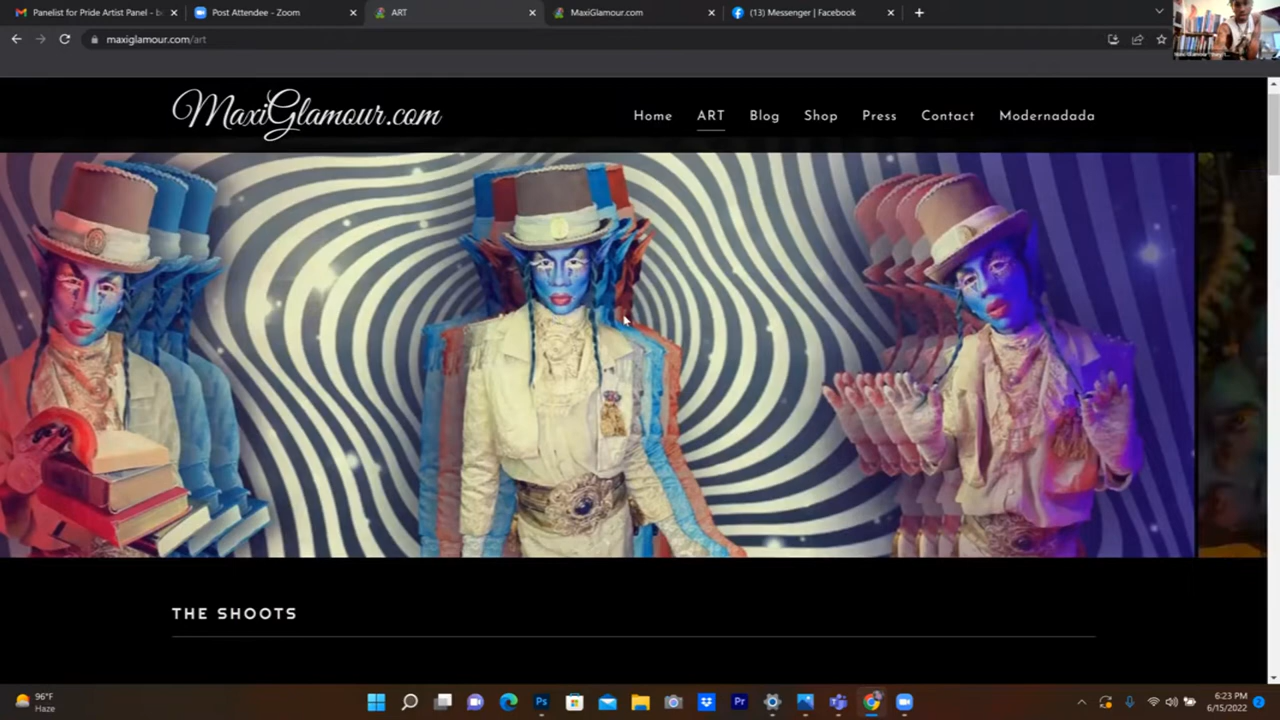 Panelist for Pride Artist Panel - b
Post Attendee - Zoom
ART
MaxiGlamour.com
(13) Messenger | Facebook
maxiglamour.com/art
MaxiGlamour.com
Home
ART
Blog
Shop
Press
Contact
Modernadada
THE SHOOTS
96°F
Haze
6:23 PM
6/15/2022